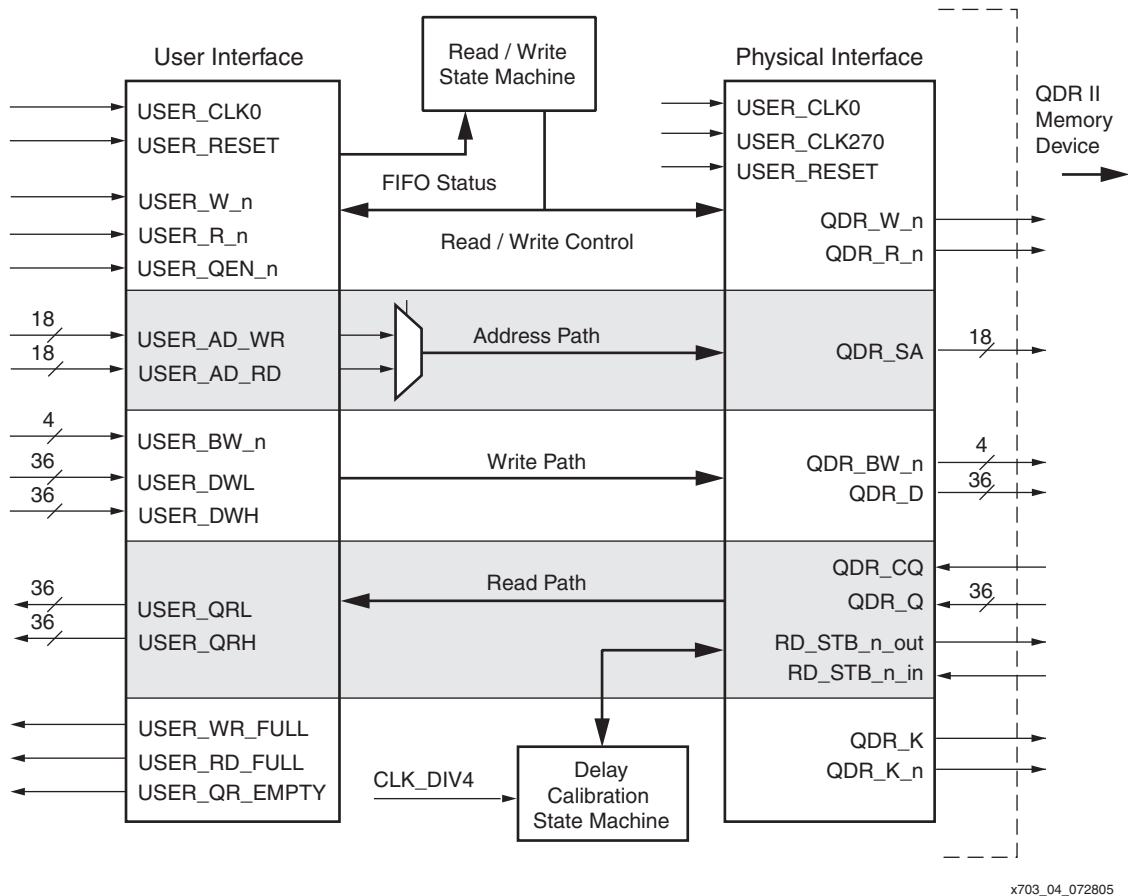 User Interface
Read / Write
State Machine
Physical Interface
QDR II
Memory
Device
USER_CLK0
USER_RESET
USER_W_n
USER_R_n
USER_QEN_n
FIFO Status
Read / Write Control
USER_CLK0
USER_CLK270
USER_RESET
QDR_W_n
QDR_R_n
18
USER_AD_WR
18
USER_AD_RD
Address Path
QDR_SA
18
4
USER_BW_n
36
USER_DWL
36
USER_DWH
Write Path
QDR_BW_n
4
QDR_D
36
36
USER_QRL
36
USER_QRH
Read Path
QDR_CQ
QDR_Q
36
RD_STB_n_out
RD_STB_n_in
USER_WR_FULL
USER_RD_FULL
USER_QR_EMPTY
CLK_DIV4
Delay
Calibration
State Machine
QDR_K
QDR_K_n
x703_04_072805